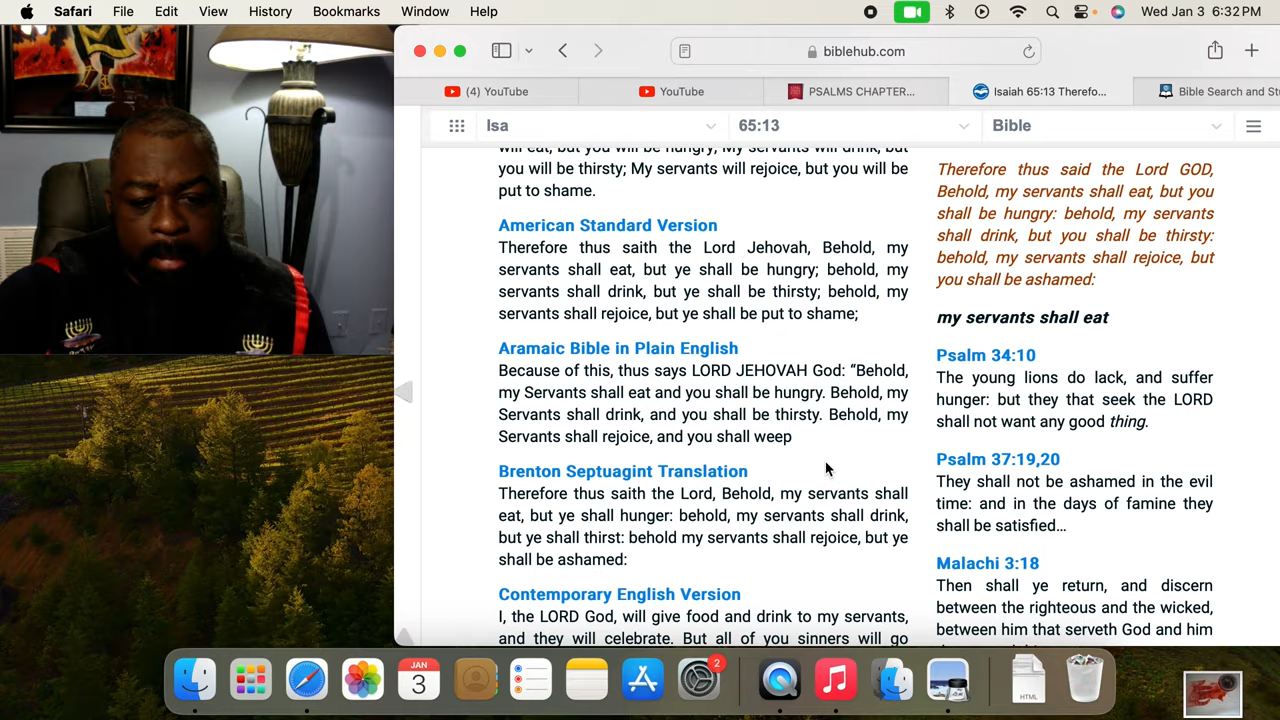 Safari File Edit View History Bookmarks Window Help Wed Jan 3 6:32 PM
biblehub.com
(4) YouTube YouTube PSALMS CHAPTER... Isaiah 65:13 Therefo... Bible Search and Stu
Isa 65:13 Bible
will eat, but you will be hungry; My servants will drink, but
you will be thirsty; My servants will rejoice, but you will be
put to shame.
American Standard Version
Therefore thus saith the Lord Jehovah, Behold, my
servants shall eat, but ye shall be hungry; behold, my
servants shall drink, but ye shall be thirsty; behold, my
servants shall rejoice, but ye shall be put to shame;
Aramaic Bible in Plain English
Because of this, thus says LORD JEHOVAH God: “Behold,
my Servants shall eat and you shall be hungry. Behold, my
Servants shall drink, and you shall be thirsty. Behold, my
Servants shall rejoice, and you shall weep
Brenton Septuagint Translation
Therefore thus saith the Lord, Behold, my servants shall
eat, but ye shall hunger: behold, my servants shall drink,
but ye shall thirst: behold my servants shall rejoice, but ye
shall be ashamed:
Contemporary English Version
I, the LORD God, will give food and drink to my servants,
and they will celebrate. But all of you sinners will go
Therefore thus said the Lord GOD,
Behold, my servants shall eat, but you
shall be hungry: behold, my servants
shall drink, but you shall be thirsty:
behold, my servants shall rejoice, but
you shall be ashamed:
my servants shall eat
Psalm 34:10
The young lions do lack, and suffer
hunger: but they that seek the LORD
shall not want any good thing.
Psalm 37:19,20
They shall not be ashamed in the evil
time: and in the days of famine they
shall be satisfied…
Malachi 3:18
Then shall ye return, and discern
between the righteous and the wicked,
between him that serveth God and him
JAN
3
2
HTML